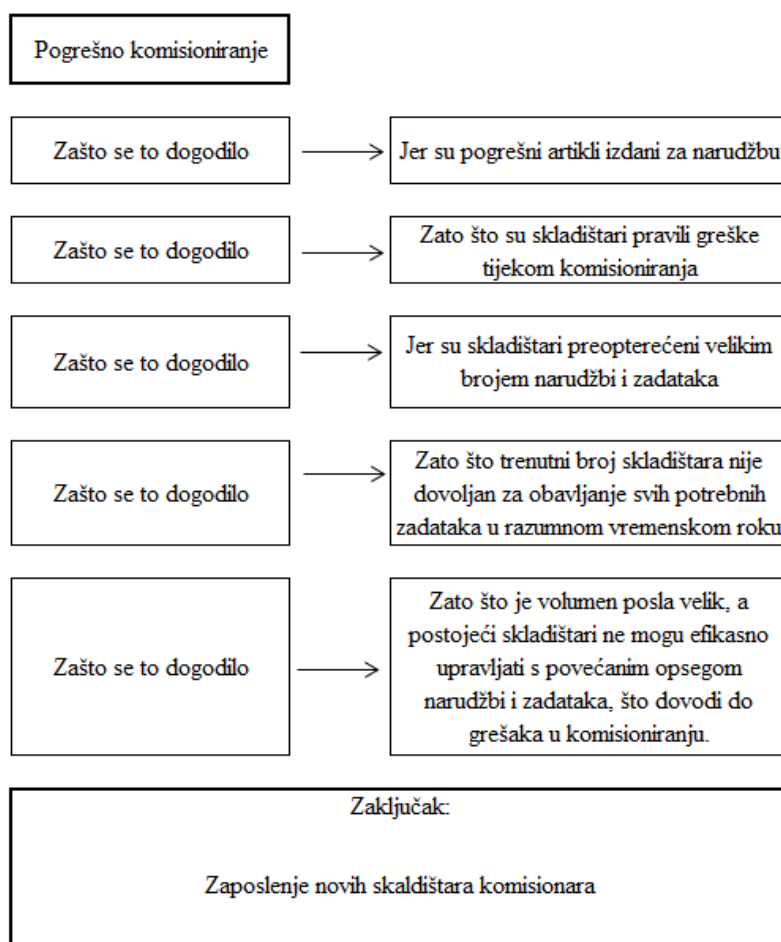 Pogrešno komisioniranje
Zašto se to dogodilo
Jer su pogrešni artikli izdani za narudžbu
Zašto se to dogodilo
Zato što su skladištari pravili greške
tijekom komisioniranja
Zašto se to dogodilo
Jer su skladištari preopterećeni velikim
brojem narudžbi i zadataka
Zašto se to dogodilo
Zato što trenutni broj skladištara nije
dovoljan za obavljanje svih potrebnih
zadataka u razumnom vremenskom roku
Zašto se to dogodilo
Zato što je volumen posla velik, a
postojeći skladištari ne mogu efikasno
upravljati s povećanim opsegom
narudžbi i zadataka, što dovodi do
grešaka u komisioniranju.
Zaključak:
Zaposlenje novih skaldištara komisionara